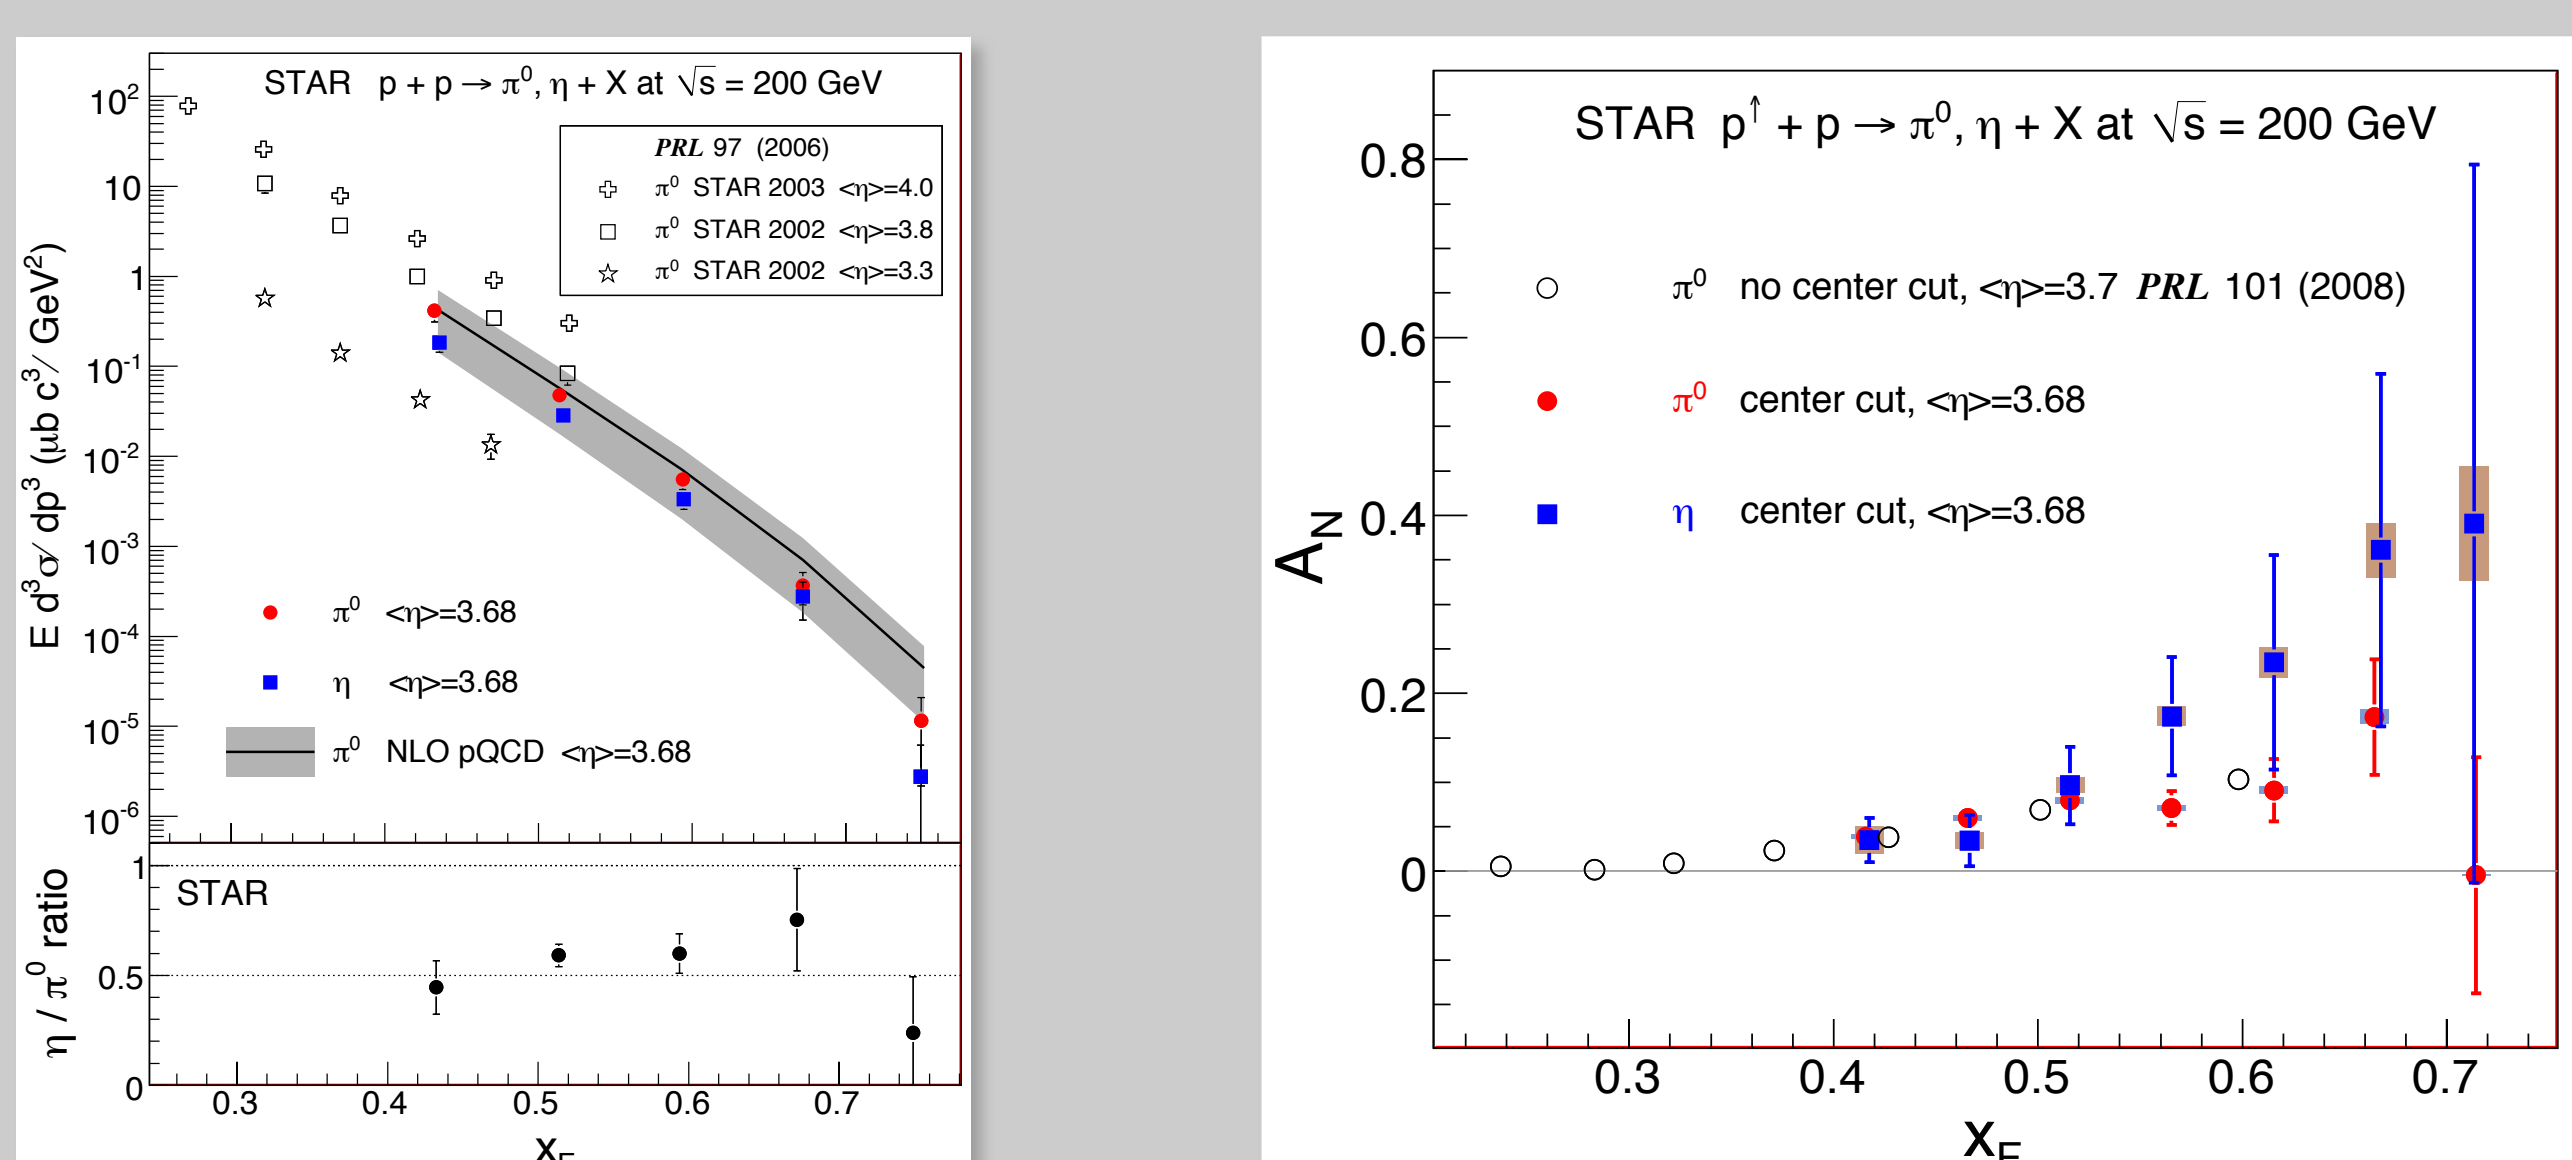 STAR p + p → π⁰, η + X at √s = 200 GeV
PRL 97 (2006)
π⁰ STAR 2003 <η>=4.0
π⁰ STAR 2002 <η>=3.8
π⁰ STAR 2002 <η>=3.3
E d³σ/ dp³ (μb c³/ GeV²)
10²
10
1
10⁻¹
10⁻²
10⁻³
10⁻⁴
10⁻⁵
10⁻⁶
π⁰ <η>=3.68
η <η>=3.68
π⁰ NLO pQCD <η>=3.68
η / π⁰ ratio
1
0.5
0
STAR
0.3 0.4 0.5 0.6 0.7
x_F
STAR p↑ + p → π⁰, η + X at √s = 200 GeV
π⁰ no center cut, <η>=3.7 PRL 101 (2008)
π⁰ center cut, <η>=3.68
η center cut, <η>=3.68
A_N
0.8
0.6
0.4
0.2
0
0.3 0.4 0.5 0.6 0.7
x_F